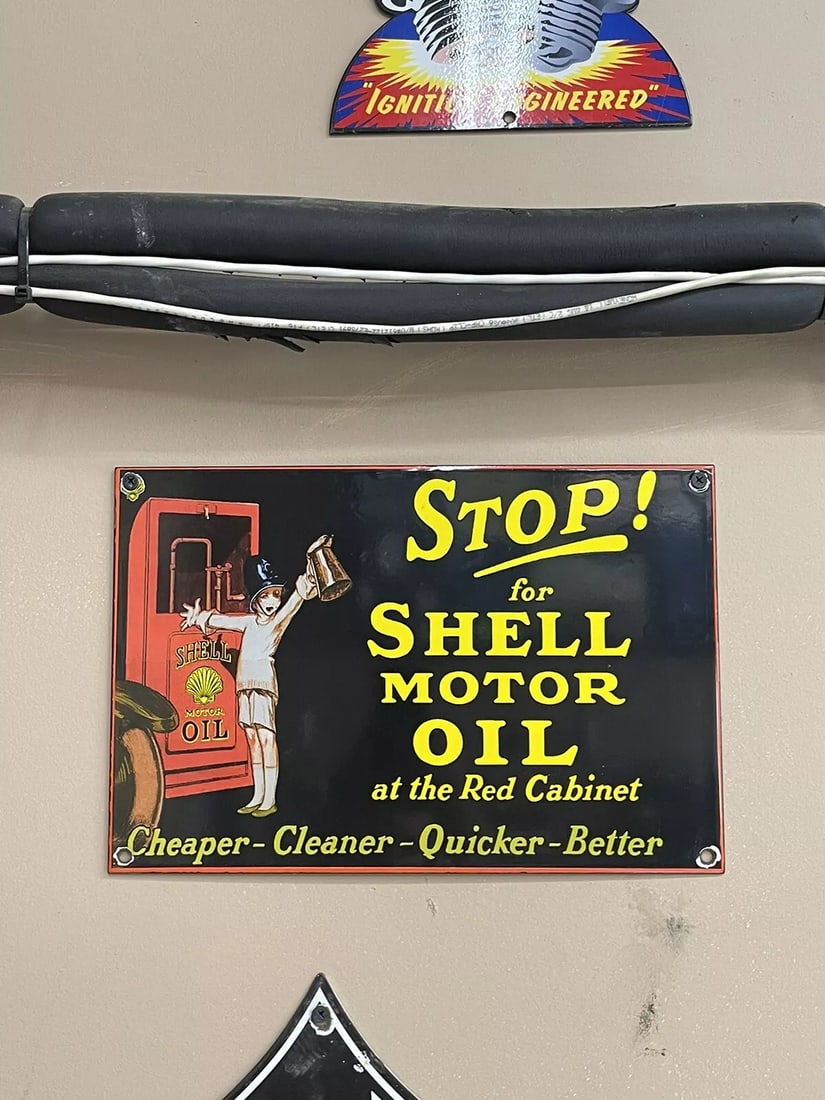 "IGNITI  GINEERED"
STOP!
for
SHELL
MOTOR
OIL
at the Red Cabinet
Cheaper-Cleaner-Quicker-Better
SHELL
MOTOR
OIL